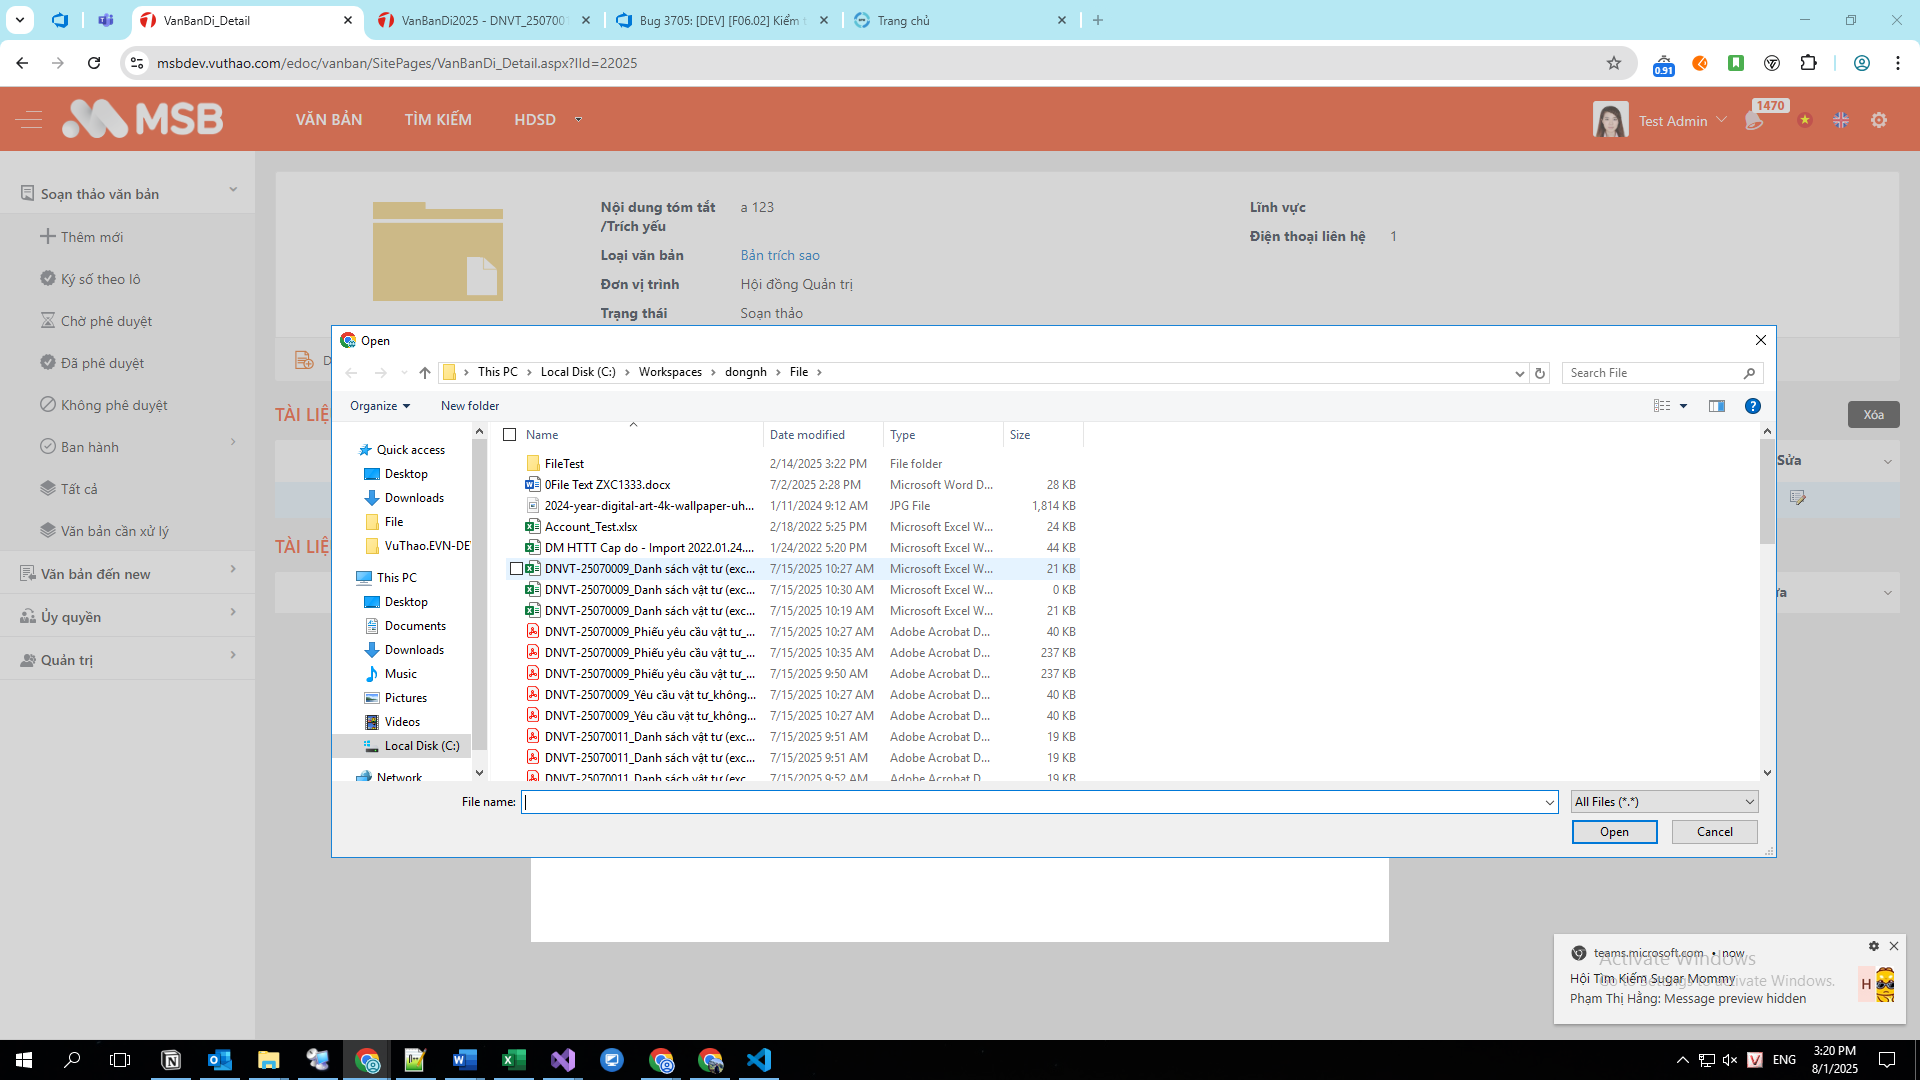 VanBanDi_Detail
VanBanDi2025 - DNVT_25070
Bug 3705: [DEV] [F06.02] Kiểm t
Trang chủ
msbdev.vuthao.com/edoc/vanban/SitePages/VanBanDi_Detail.aspx?IId=22025
0.91
MSB
VĂN BẢN
TÌM KIẾM
HDSD
Test Admin
1470
Soạn thảo văn bản
Thêm mới
Ký số theo lô
Chờ phê duyệt
Đã phê duyệt
Không phê duyệt
Ban hành
Tất cả
Văn bản cần xử lý
Văn bản đến new
Ủy quyền
Quản trị
Nội dung tóm tắt a 123
/Trích yếu
Loại văn bản Bản trích sao
Đơn vị trình Hội đồng Quản trị
Trạng thái Soạn thảo
Lĩnh vực
Điện thoại liên hệ 1
D
TÀI LIỆ
TÀI LIỆ
Xóa
Sửa
ửa
Open
This PC > Local Disk (C:) > Workspaces > dongnh > File >
Search File
Organize
New folder
Quick access
Desktop
Downloads
File
VuThao.EVN-DE
This PC
Desktop
Documents
Downloads
Music
Pictures
Videos
Local Disk (C:)
Network
Name Date modified Type Size
FileTest 2/14/2025 3:22 PM File folder
0File Text ZXC1333.docx 7/2/2025 2:28 PM Microsoft Word D... 28 KB
2024-year-digital-art-4k-wallpaper-uh... 1/11/2024 9:12 AM JPG File 1,814 KB
Account_Test.xlsx 2/18/2022 5:25 PM Microsoft Excel W... 24 KB
DM HTTT Cap do - Import 2022.01.24.... 1/24/2022 5:20 PM Microsoft Excel W... 44 KB
DNVT-25070009_Danh sách vật tư (exc... 7/15/2025 10:27 AM Microsoft Excel W... 21 KB
DNVT-25070009_Danh sách vật tư (exc... 7/15/2025 10:30 AM Microsoft Excel W... 0 KB
DNVT-25070009_Danh sách vật tư (exc... 7/15/2025 10:19 AM Microsoft Excel W... 21 KB
DNVT-25070009_Phiếu yêu cầu vật tư_... 7/15/2025 10:27 AM Adobe Acrobat D... 40 KB
DNVT-25070009_Phiếu yêu cầu vật tư_... 7/15/2025 10:35 AM Adobe Acrobat D... 237 KB
DNVT-25070009_Phiếu yêu cầu vật tư_... 7/15/2025 9:50 AM Adobe Acrobat D... 237 KB
DNVT-25070009_Yêu cầu vật tư_không... 7/15/2025 10:27 AM Adobe Acrobat D... 40 KB
DNVT-25070009_Yêu cầu vật tư_không... 7/15/2025 10:27 AM Adobe Acrobat D... 40 KB
DNVT-25070011_Danh sách vật tư (exc... 7/15/2025 9:51 AM Adobe Acrobat D... 19 KB
DNVT-25070011_Danh sách vật tư (exc... 7/15/2025 9:51 AM Adobe Acrobat D... 19 KB
DNVT-25070011_Danh sách vật tư (exc... 7/15/2025 9:52 AM Adobe Acrobat D... 19 KB
File name:
All Files (*.*)
Open
Cancel
teams.microsoft.com • now
Hội Tìm Kiếm Sugar Mommy
Phạm Thị Hằng: Message preview hidden
H
Activate Windows
Go to Settings to activate Windows.
ENG
3:20 PM
8/1/2025